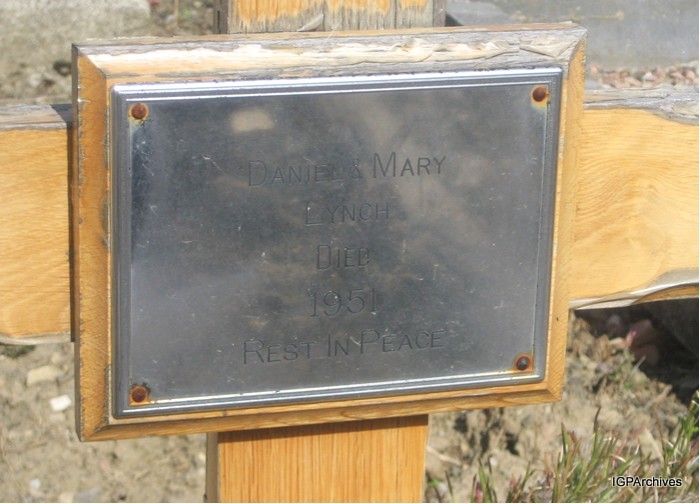 Daniel & Mary
Lynch
Died
1951
Rest In Peace
IGPArchives